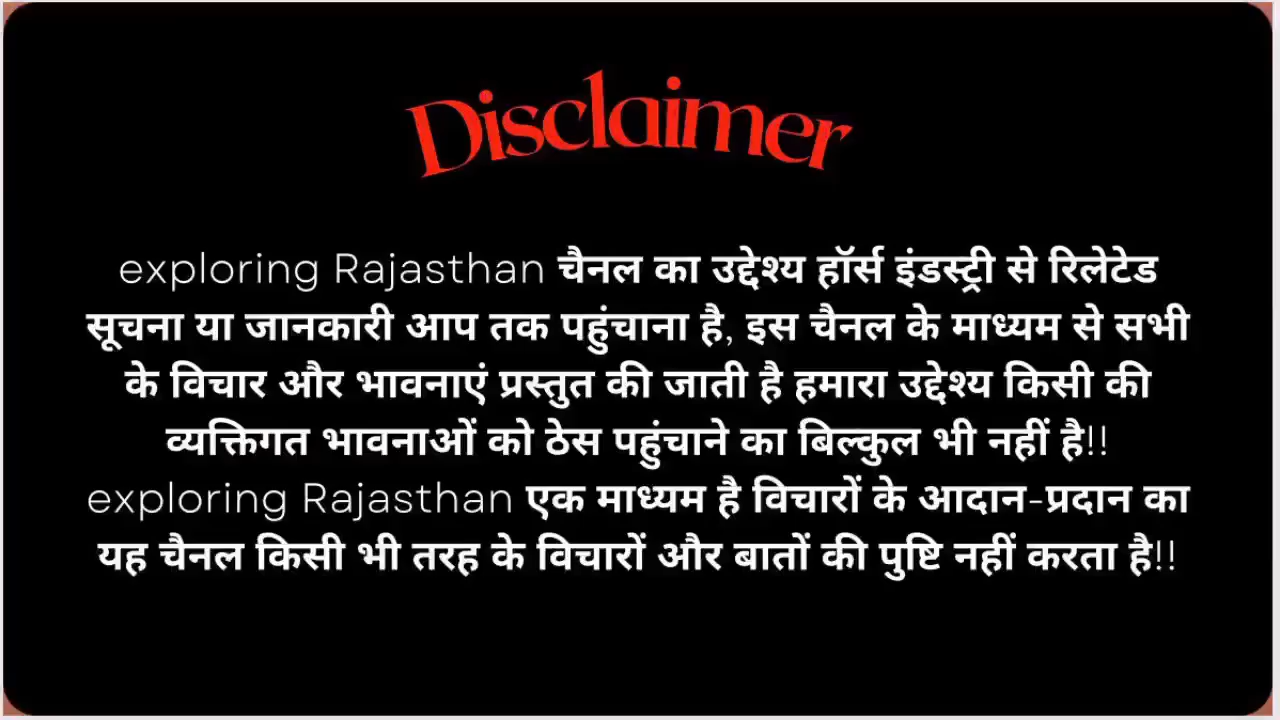 Disclaimer
exploring Rajasthan चैनल का उद्देश्य हॉर्स इंडस्ट्री से रिलेटेड
सूचना या जानकारी आप तक पहुंचाना है, इस चैनल के माध्यम से सभी
के विचार और भावनाएं प्रस्तुत की जाती है हमारा उद्देश्य किसी की
व्यक्तिगत भावनाओं को ठेस पहुंचाने का बिल्कुल भी नहीं है!!
exploring Rajasthan एक माध्यम है विचारों के आदान-प्रदान का
यह चैनल किसी भी तरह के विचारों और बातों की पुष्टि नहीं करता है!!